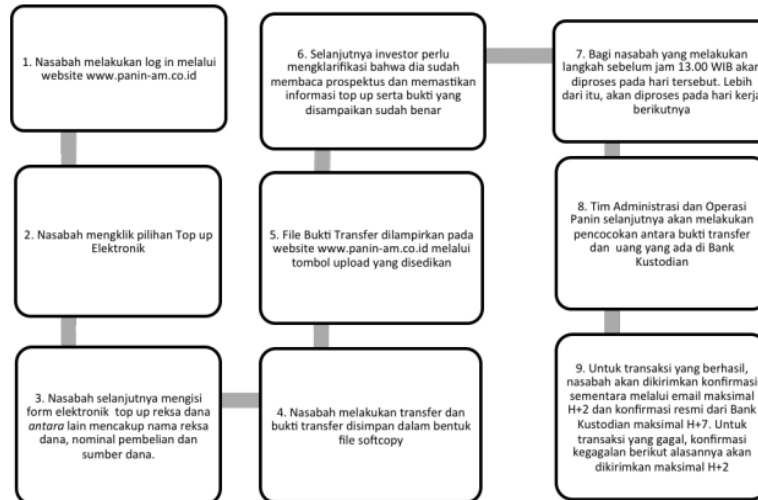 1. Nasabah melakukan log in melalui
website www.panin-am.co.id
2. Nasabah mengklik pilihan Top up
Elektronik
3. Nasabah selanjutnya mengisi
form elektronik top up reksa dana
antara lain mencakup nama reksa
dana, nominal pembelian dan
sumber dana.
4. Nasabah melakukan transfer dan
bukti transfer disimpan dalam bentuk
file softcopy
5. File Bukti Transfer dilampirkan pada
website www.panin-am.co.id melalui
tombol upload yang disedikan
6. Selanjutnya investor perlu
mengklarifikasi bahwa dia sudah
membaca prospektus dan memastikan
informasi top up serta bukti yang
disampaikan sudah benar
7. Bagi nasabah yang melakukan
langkah sebelum jam 13.00 WIB akan
diproses pada hari tersebut. Lebih
dari itu, akan diproses pada hari kerja
berikutnya
8. Tim Administrasi dan Operasi
Panin selanjutnya akan melakukan
pencocokan antara bukti transfer
dan uang yang ada di Bank
Kustodian
9. Untuk transaksi yang berhasil,
nasabah akan dikirimkan konfirmasi
sementara melalui email maksimal
H+2 dan konfirmasi resmi dari Bank
Kustodian maksimal H+7. Untuk
transaksi yang gagal, konfirmasi
kegagalan berikut alasannya akan
dikirimkan maksimal H+2